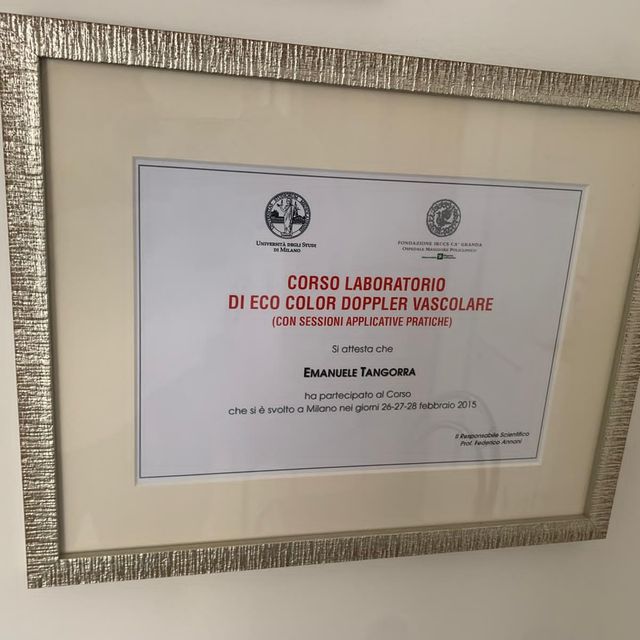 UNIVERSITÀ DEGLI STUDI
DI MILANO
FONDAZIONE IRCCS CA' GRANDA
OSPEDALE MAGGIORE POLICLINICO
CORSO LABORATORIO
DI ECO COLOR DOPPLER VASCOLARE
(CON SESSIONI APPLICATIVE PRATICHE)
Si attesta che
EMANUELE TANGORRA
ha partecipato al Corso
che si è svolto a Milano nei giorni 26-27-28 febbraio 2015
Il Responsabile Scientifico
Prof. Federico Annoni